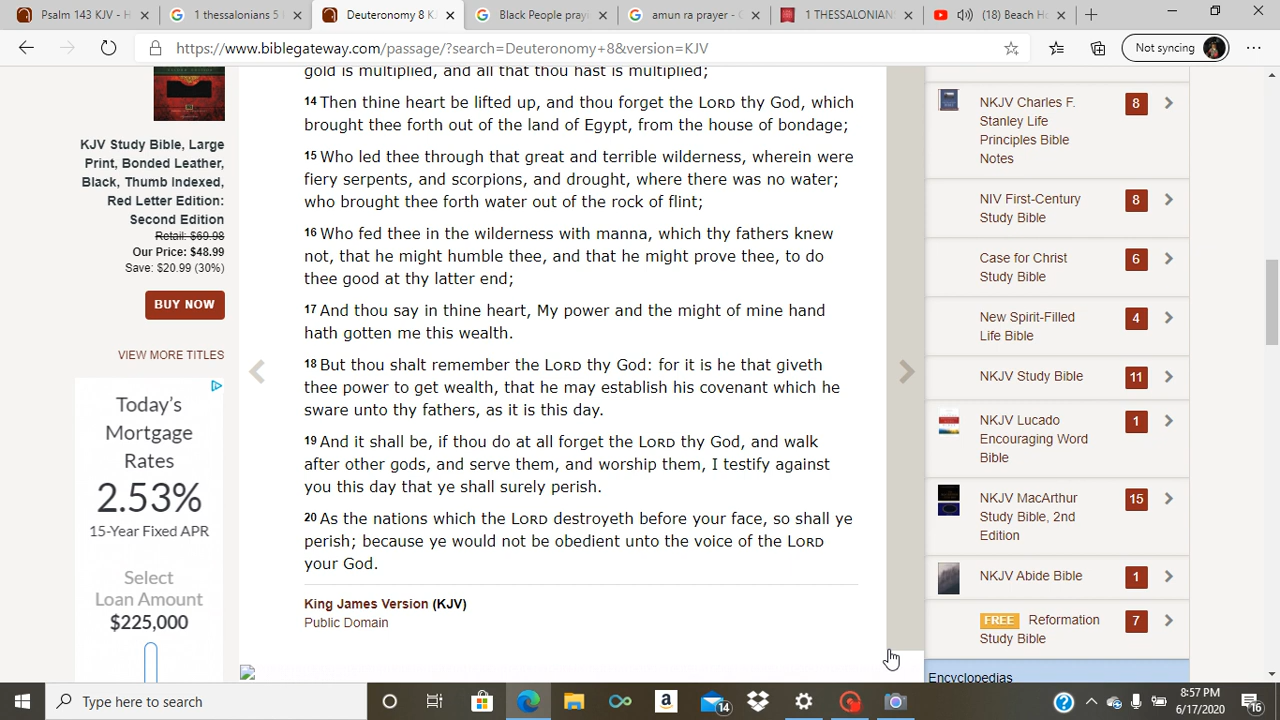 Psalm 143 KJV - H
1 thessalonians 5
Deuteronomy 8 KJ
Black People prayi
amun ra prayer - G
1 THESSALONIAN
(18) Beach Ho
https://www.biblegateway.com/passage/?search=Deuteronomy+8&version=KJV
Not syncing
KJV Study Bible, Large
Print, Bonded Leather,
Black, Thumb Indexed,
Red Letter Edition:
Second Edition
Retail: $69.98
Our Price: $48.99
Save: $20.99 (30%)
BUY NOW
VIEW MORE TITLES
Today's
Mortgage
Rates
2.53%
15-Year Fixed APR
Select
Loan Amount
$225,000
gold is multiplied, and all that thou hast is multiplied;
14 Then thine heart be lifted up, and thou forget the LORD thy God, which
brought thee forth out of the land of Egypt, from the house of bondage;
15 Who led thee through that great and terrible wilderness, wherein were
fiery serpents, and scorpions, and drought, where there was no water;
who brought thee forth water out of the rock of flint;
16 Who fed thee in the wilderness with manna, which thy fathers knew
not, that he might humble thee, and that he might prove thee, to do
thee good at thy latter end;
17 And thou say in thine heart, My power and the might of mine hand
hath gotten me this wealth.
18 But thou shalt remember the LORD thy God: for it is he that giveth
thee power to get wealth, that he may establish his covenant which he
sware unto thy fathers, as it is this day.
19 And it shall be, if thou do at all forget the LORD thy God, and walk
after other gods, and serve them, and worship them, I testify against
you this day that ye shall surely perish.
20 As the nations which the LORD destroyeth before your face, so shall ye
perish; because ye would not be obedient unto the voice of the LORD
your God.
King James Version (KJV)
Public Domain
NKJV Charles F. 8
Stanley Life
Principles Bible
Notes
NIV First-Century 8
Study Bible
Case for Christ 6
Study Bible
New Spirit-Filled 4
Life Bible
NKJV Study Bible 11
NKJV Lucado 1
Encouraging Word
Bible
NKJV MacArthur 15
Study Bible, 2nd
Edition
NKJV Abide Bible 1
FREE Reformation 7
Study Bible
Encyclopedias
Type here to search
14
8:57 PM
6/17/2020
16